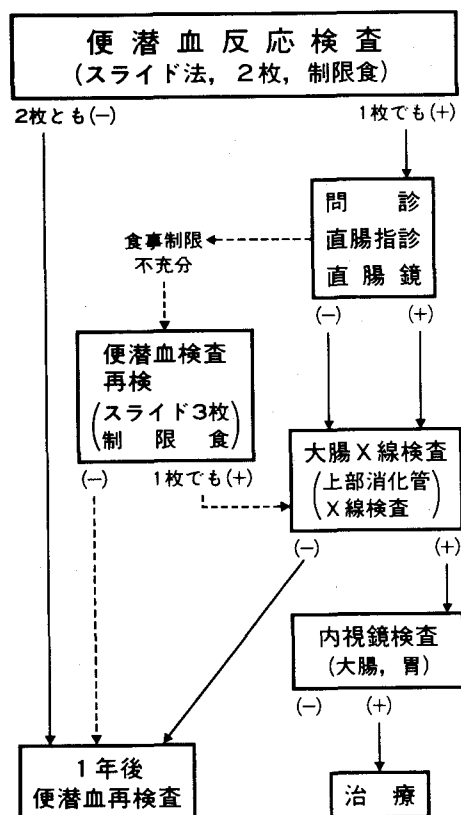 便潜血反応検査
(スライド法, 2枚, 制限食)
2枚とも(−)
1枚でも(+)
問診
直腸指診
直腸鏡
食事制限
不充分
(−)
(+)
便潜血検査
再検
(スライド3枚
制限食)
(−)
1枚でも(+)
大腸X線検査
(上部消化管
X線検査)
(−)
(+)
内視鏡検査
(大腸, 胃)
(−)
(+)
1年後
便潜血再検査
治療